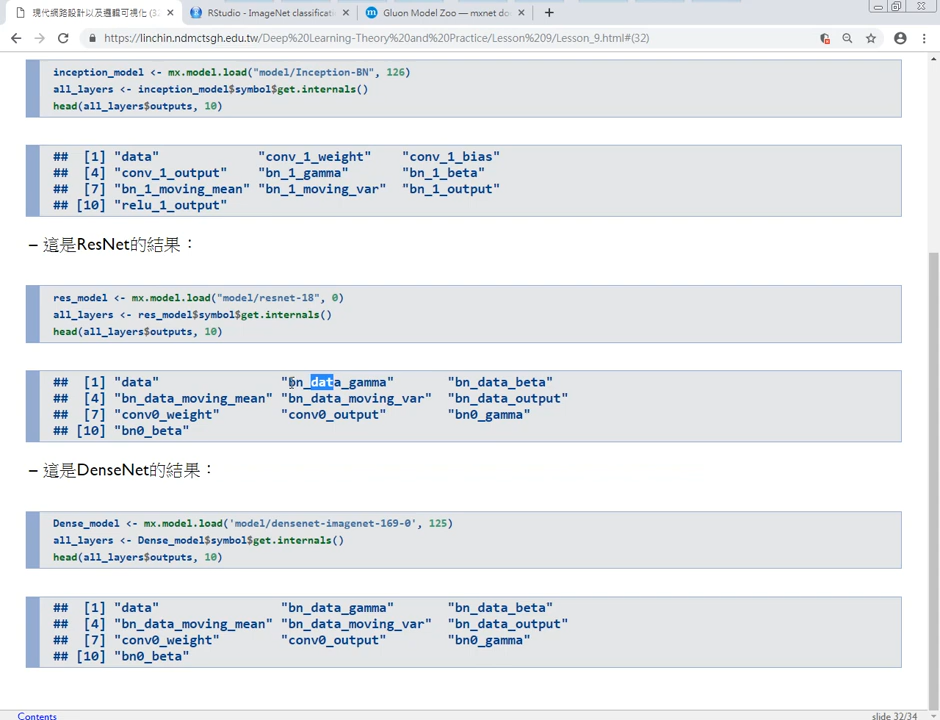 現代網路設計以及邏輯可視化 (3
RStudio - ImageNet classificati
Gluon Model Zoo — mxnet do
https://linchin.ndmctsgh.edu.tw/Deep%20Learning-Theory%20and%20Practice/Lesson%209/Lesson_9.html#(32)
inception_model <- mx.model.load("model/Inception-BN", 126)
all_layers <- inception_model$symbol$get.internals()
head(all_layers$outputs, 10)
## [1] "data" "conv_1_weight" "conv_1_bias"
## [4] "conv_1_output" "bn_1_gamma" "bn_1_beta"
## [7] "bn_1_moving_mean" "bn_1_moving_var" "bn_1_output"
## [10] "relu_1_output"
– 這是ResNet的結果：
res_model <- mx.model.load("model/resnet-18", 0)
all_layers <- res_model$symbol$get.internals()
head(all_layers$outputs, 10)
## [1] "data" "bn_data_gamma" "bn_data_beta"
## [4] "bn_data_moving_mean" "bn_data_moving_var" "bn_data_output"
## [7] "conv0_weight" "conv0_output" "bn0_gamma"
## [10] "bn0_beta"
– 這是DenseNet的結果：
Dense_model <- mx.model.load('model/densenet-imagenet-169-0', 125)
all_layers <- Dense_model$symbol$get.internals()
head(all_layers$outputs, 10)
## [1] "data" "bn_data_gamma" "bn_data_beta"
## [4] "bn_data_moving_mean" "bn_data_moving_var" "bn_data_output"
## [7] "conv0_weight" "conv0_output" "bn0_gamma"
## [10] "bn0_beta"
Contents
slide 32/34